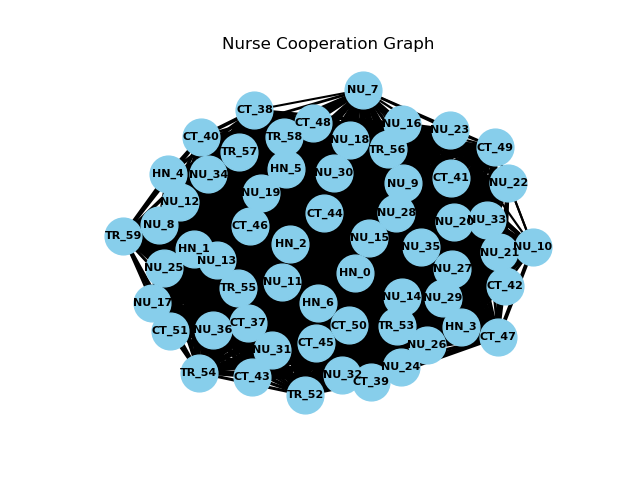 Nurse Cooperation Graph
NU_7
CT_38
CT_48
NU_16
NU_23
CT_40
TR_58
NU_18
CT_49
TR_57
TR_56
HN_4
NU_34
HN_5
NU_30
CT_41
NU_22
NU_9
NU_12
NU_19
NU_8
CT_46
CT_44
NU_28
NU_20
NU_33
TR_59
HN_1
HN_2
NU_15
NU_35
NU_10
NU_21
NU_13
NU_25
HN_0
NU_27
NU_11
CT_42
TR_55
NU_17
HN_6
NU_14
NU_29
CT_51
NU_36
CT_37
CT_50
TR_53
HN_3
CT_47
NU_31
CT_45
NU_26
NU_24
TR_54
CT_43
NU_32
CT_39
TR_52